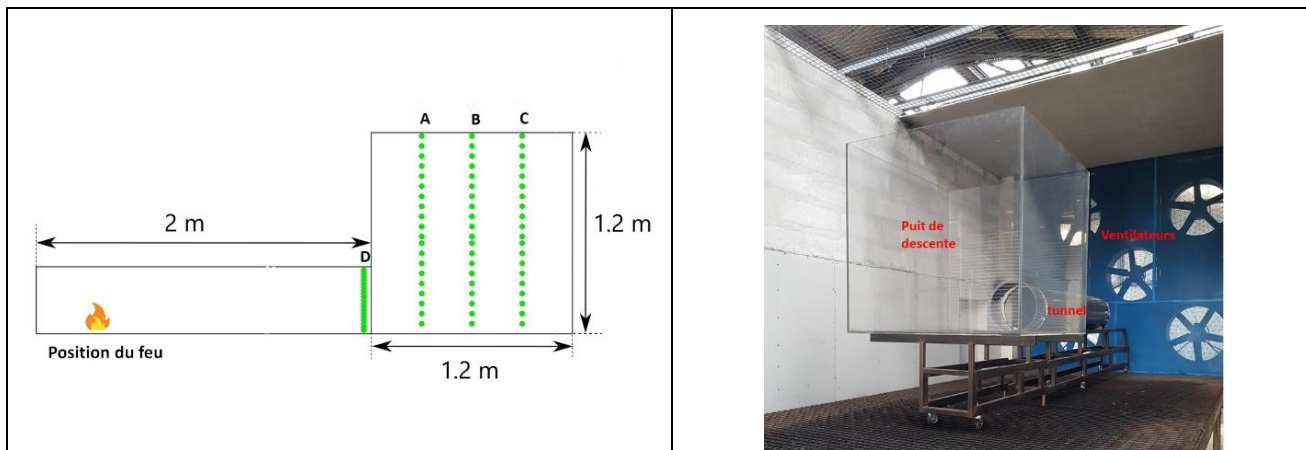 A B C
2 m
1.2 m
D
Position du feu
1.2 m
Puit de
descente
Ventilateurs
tunnel